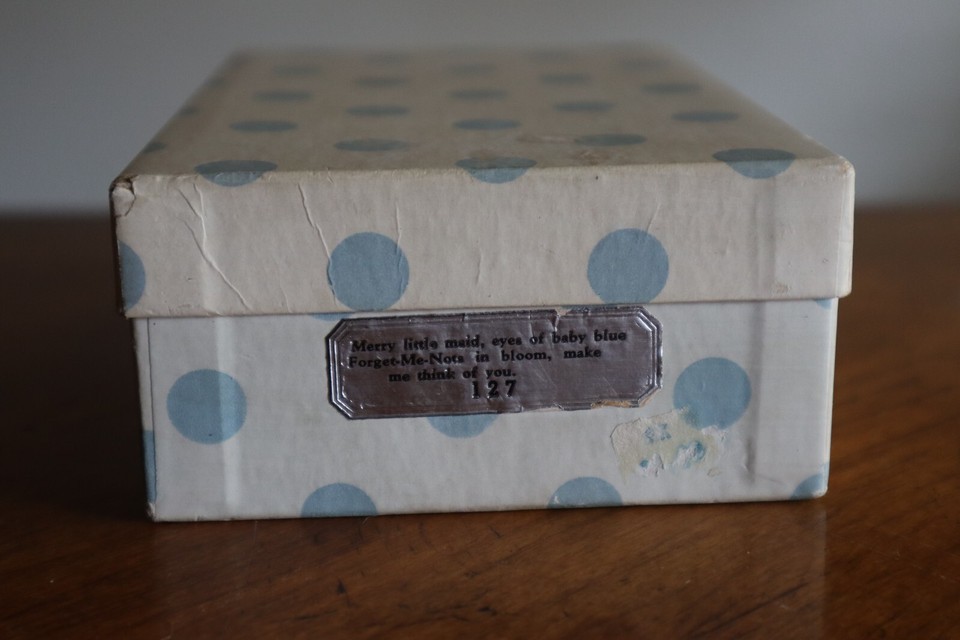 Merry little maid, eyes of baby blue
Forget-Me-Nots in bloom, make
me think of you.
127